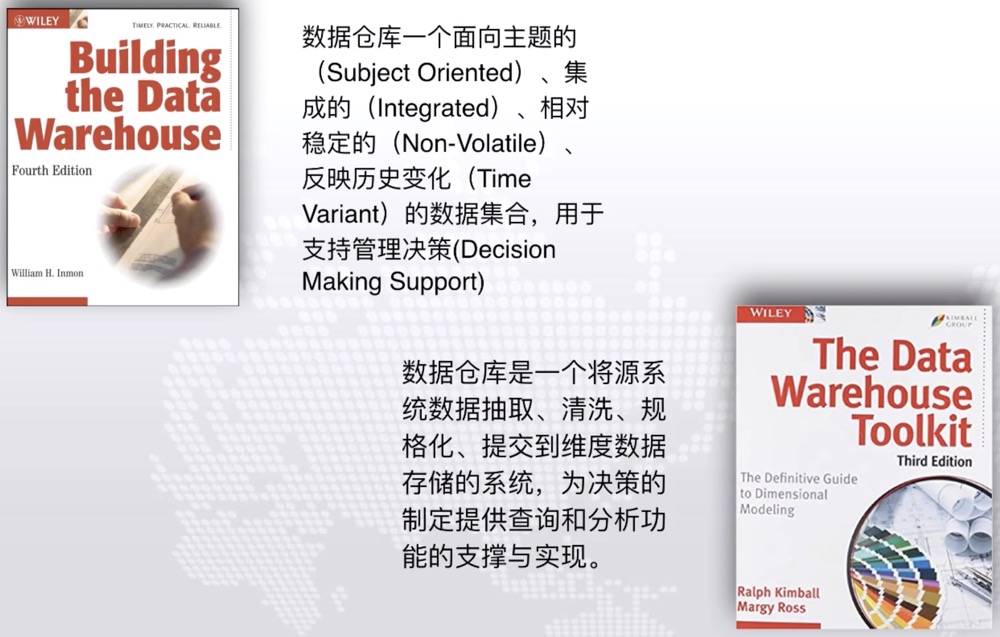 WILEY
TIMELY. PRACTICAL. RELIABLE.
Building
the Data
Warehouse
Fourth Edition
William H. Inmon
数据仓库一个面向主题的
（Subject Oriented）、集
成的（Integrated）、相对
稳定的（Non-Volatile）、
反映历史变化（Time
Variant）的数据集合，用于
支持管理决策(Decision
Making Support)
数据仓库是一个将源系
统数据抽取、清洗、规
格化、提交到维度数据
存储的系统，为决策的
制定提供查询和分析功
能的支撑与实现。
WILEY
KIMBALL
GROUP
The Data
Warehouse
Toolkit
Third Edition
The Definitive Guide
to Dimensional
Modeling
Ralph Kimball
Margy Ross